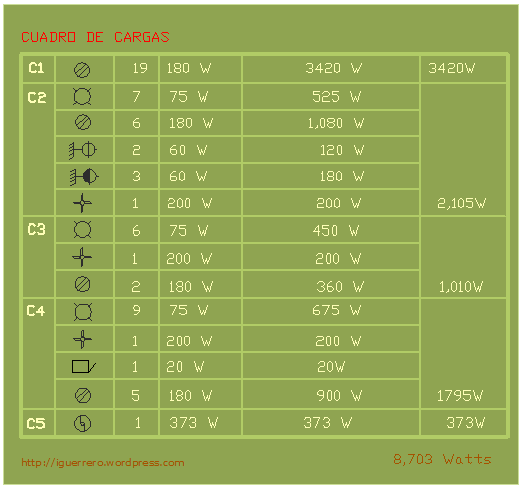 CUADRO DE CARGAS
C1 19 180 W 3420 W 3420W
C2 7 75 W 525 W
6 180 W 1,080 W
2 60 W 120 W
3 60 W 180 W
1 200 W 200 W 2,105W
C3 6 75 W 450 W
1 200 W 200 W
2 180 W 360 W 1,010W
C4 9 75 W 675 W
1 200 W 200 W
1 20 W 20W
5 180 W 900 W 1795W
C5 1 373 W 373 W 373W
http://iguerrero.wordpress.com 8,703 Watts